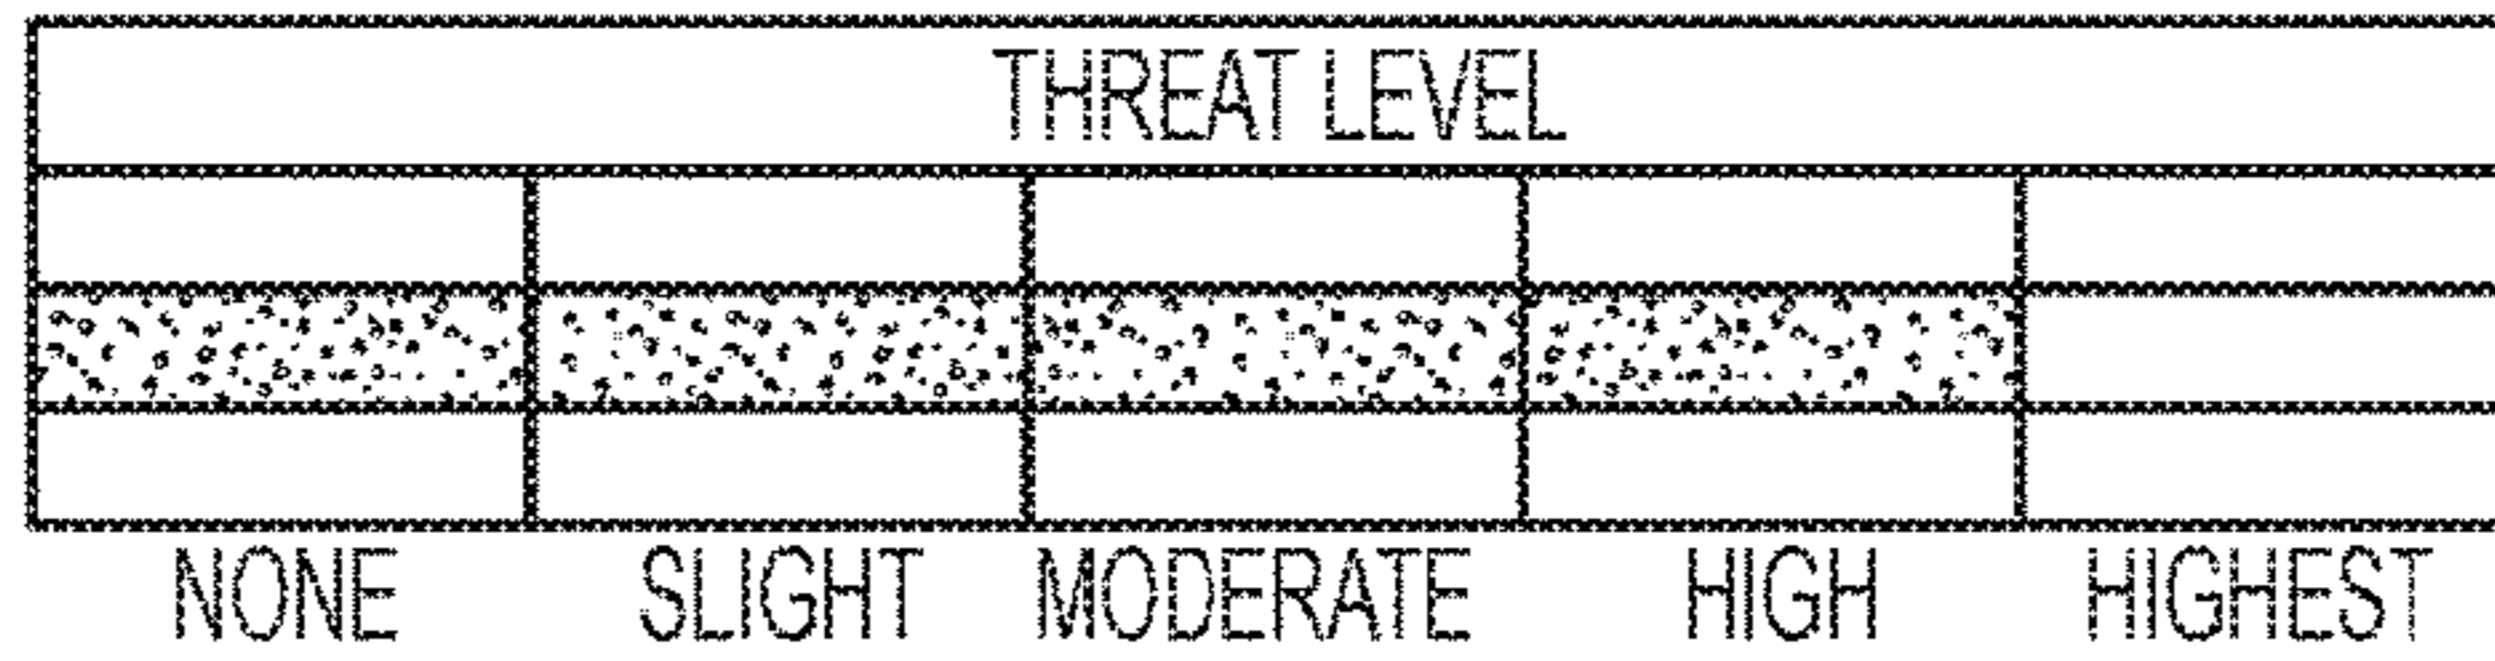 THREAT LEVEL
NONE SLIGHT MODERATE HIGH HIGHEST